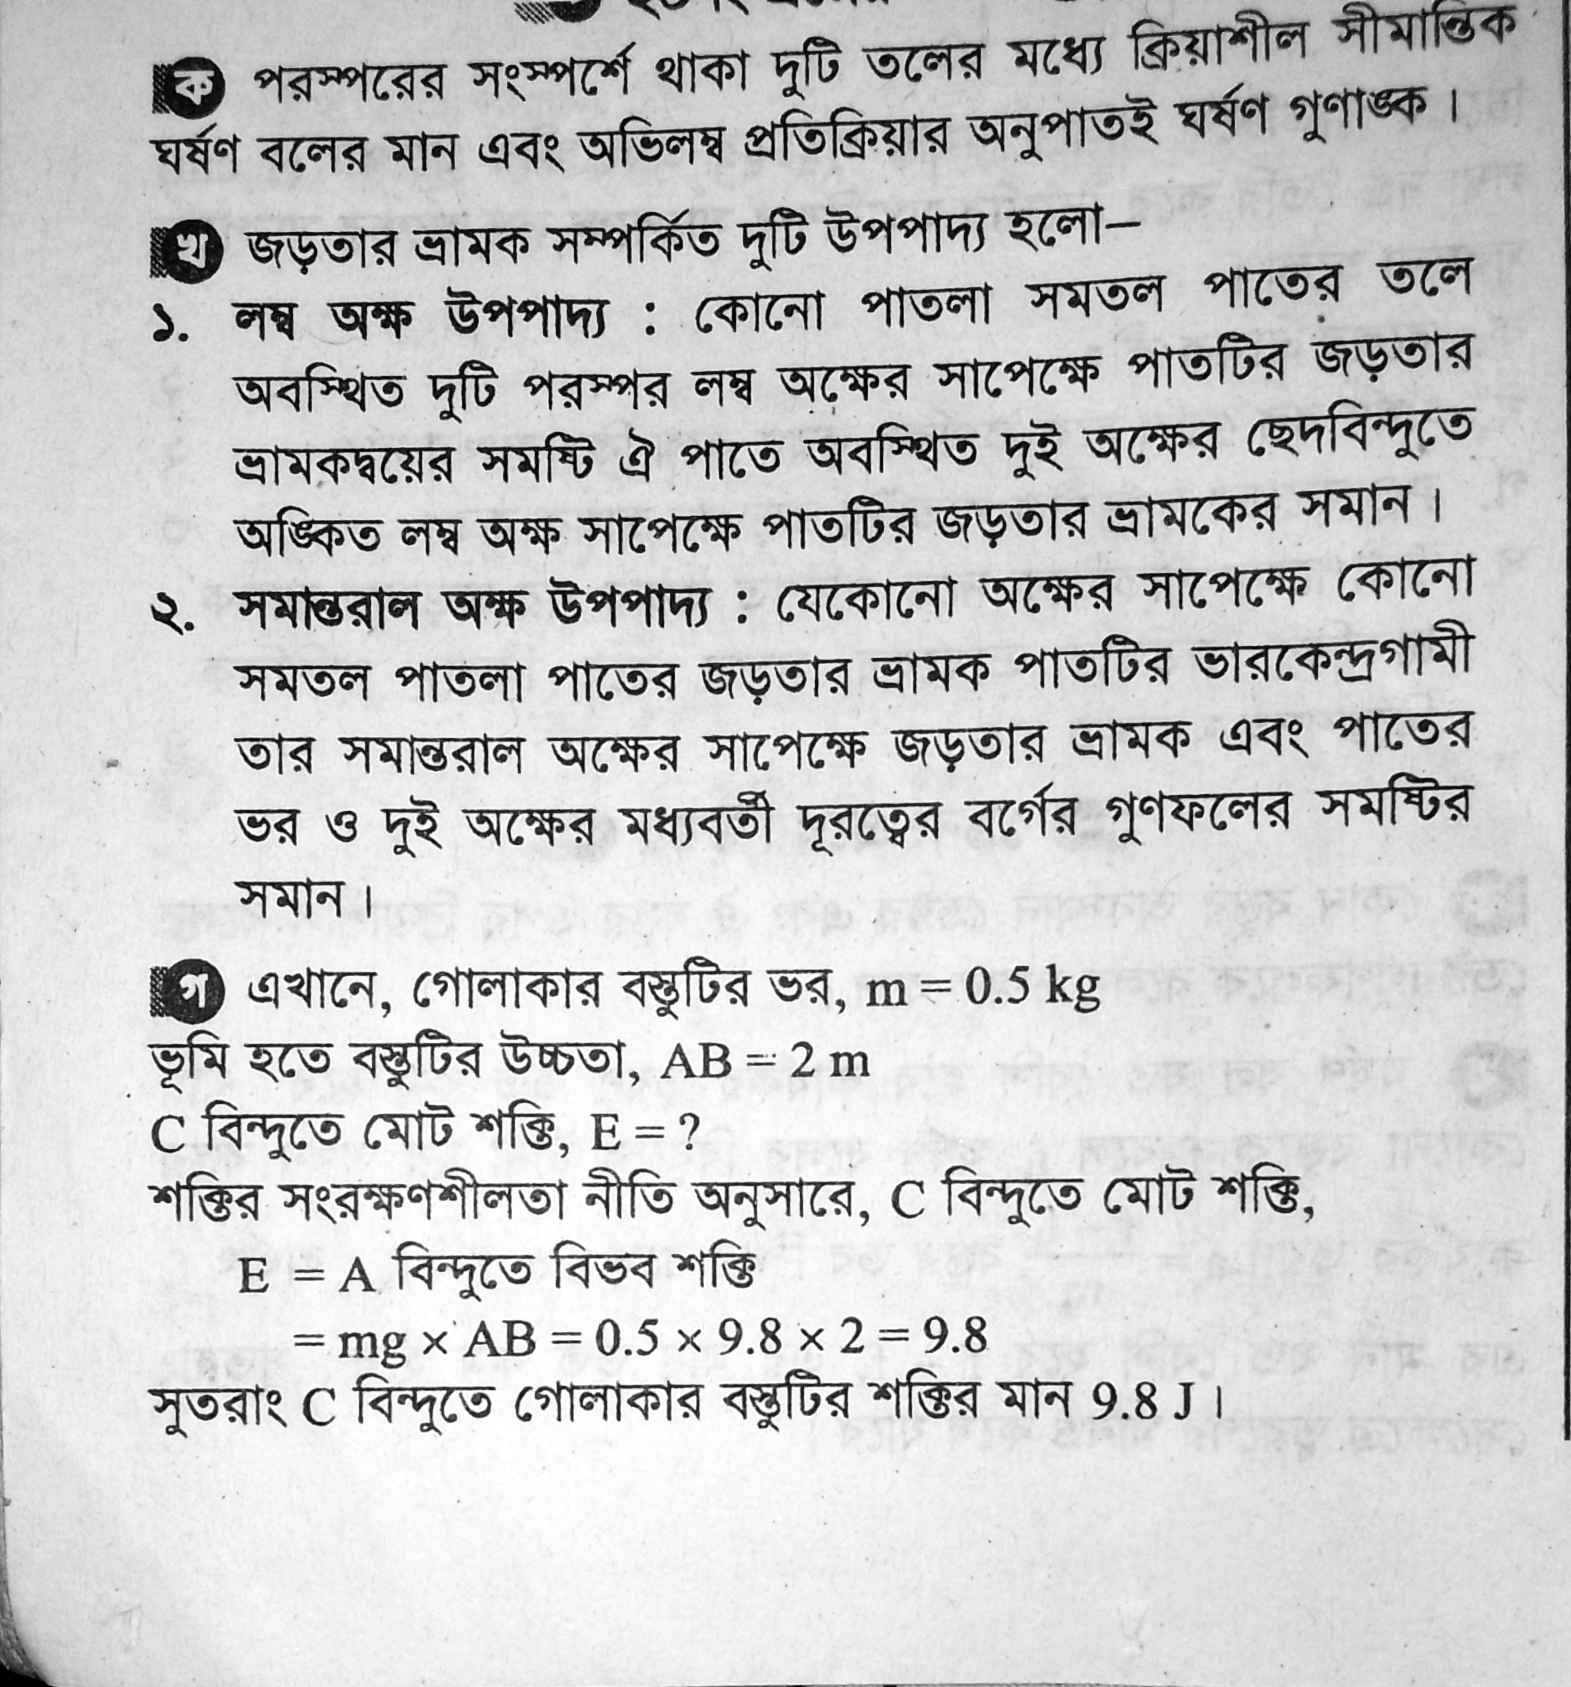 ক পরস্পরের সংস্পর্শে থাকা দুটি তলের মধ্যে ক্রিয়াশীল সীমান্তিক
ঘর্ষণ বলের মান এবং অভিলম্ব প্রতিক্রিয়ার অনুপাতই ঘর্ষণ গুণাঙ্ক।
খ জড়তার ভ্রামক সম্পর্কিত দুটি উপপাদ্য হলো–
১. লম্ব অক্ষ উপপাদ্য : কোনো পাতলা সমতল পাতের তলে
অবস্থিত দুটি পরস্পর লম্ব অক্ষের সাপেক্ষে পাতটির জড়তার
ভ্রামকদ্বয়ের সমষ্টি ঐ পাতে অবস্থিত দুই অক্ষের ছেদবিন্দুতে
অঙ্কিত লম্ব অক্ষ সাপেক্ষে পাতটির জড়তার ভ্রামকের সমান।
২. সমান্তরাল অক্ষ উপপাদ্য : যেকোনো অক্ষের সাপেক্ষে কোনো
সমতল পাতলা পাতের জড়তার ভ্রামক পাতটির ভারকেন্দ্রগামী
তার সমান্তরাল অক্ষের সাপেক্ষে জড়তার ভ্রামক এবং পাতের
ভর ও দুই অক্ষের মধ্যবর্তী দূরত্বের বর্গের গুণফলের সমষ্টির
সমান।
গ এখানে, গোলাকার বস্তুটির ভর, m = 0.5 kg
ভূমি হতে বস্তুটির উচ্চতা, AB = 2 m
C বিন্দুতে মোট শক্তি, E = ?
শক্তির সংরক্ষণশীলতা নীতি অনুসারে, C বিন্দুতে মোট শক্তি,
E = A বিন্দুতে বিভব শক্তি
= mg × AB = 0.5 × 9.8 × 2 = 9.8
সুতরাং C বিন্দুতে গোলাকার বস্তুটির শক্তির মান 9.8 J।